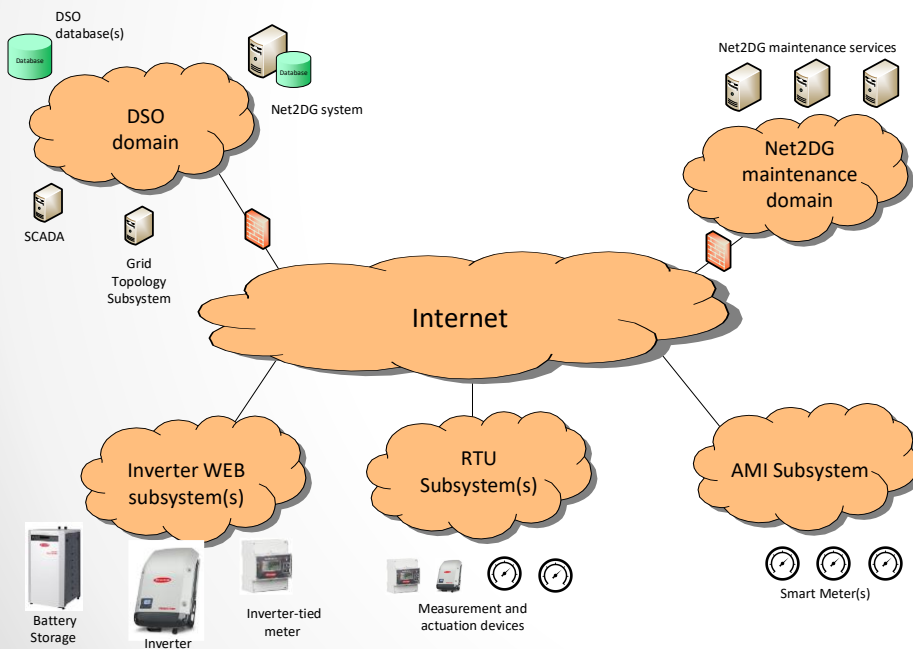 DSO
database(s)
Database
Database
Net2DG system
DSO
domain
SCADA
Grid
Topology
Subsystem
Net2DG maintenance services
Net2DG
maintenance
domain
Internet
Inverter WEB
subsystem(s)
RTU
Subsystem(s)
AMI Subsystem
Battery
Storage
Inverter
Inverter-tied
meter
Measurement and
actuation devices
Smart Meter(s)